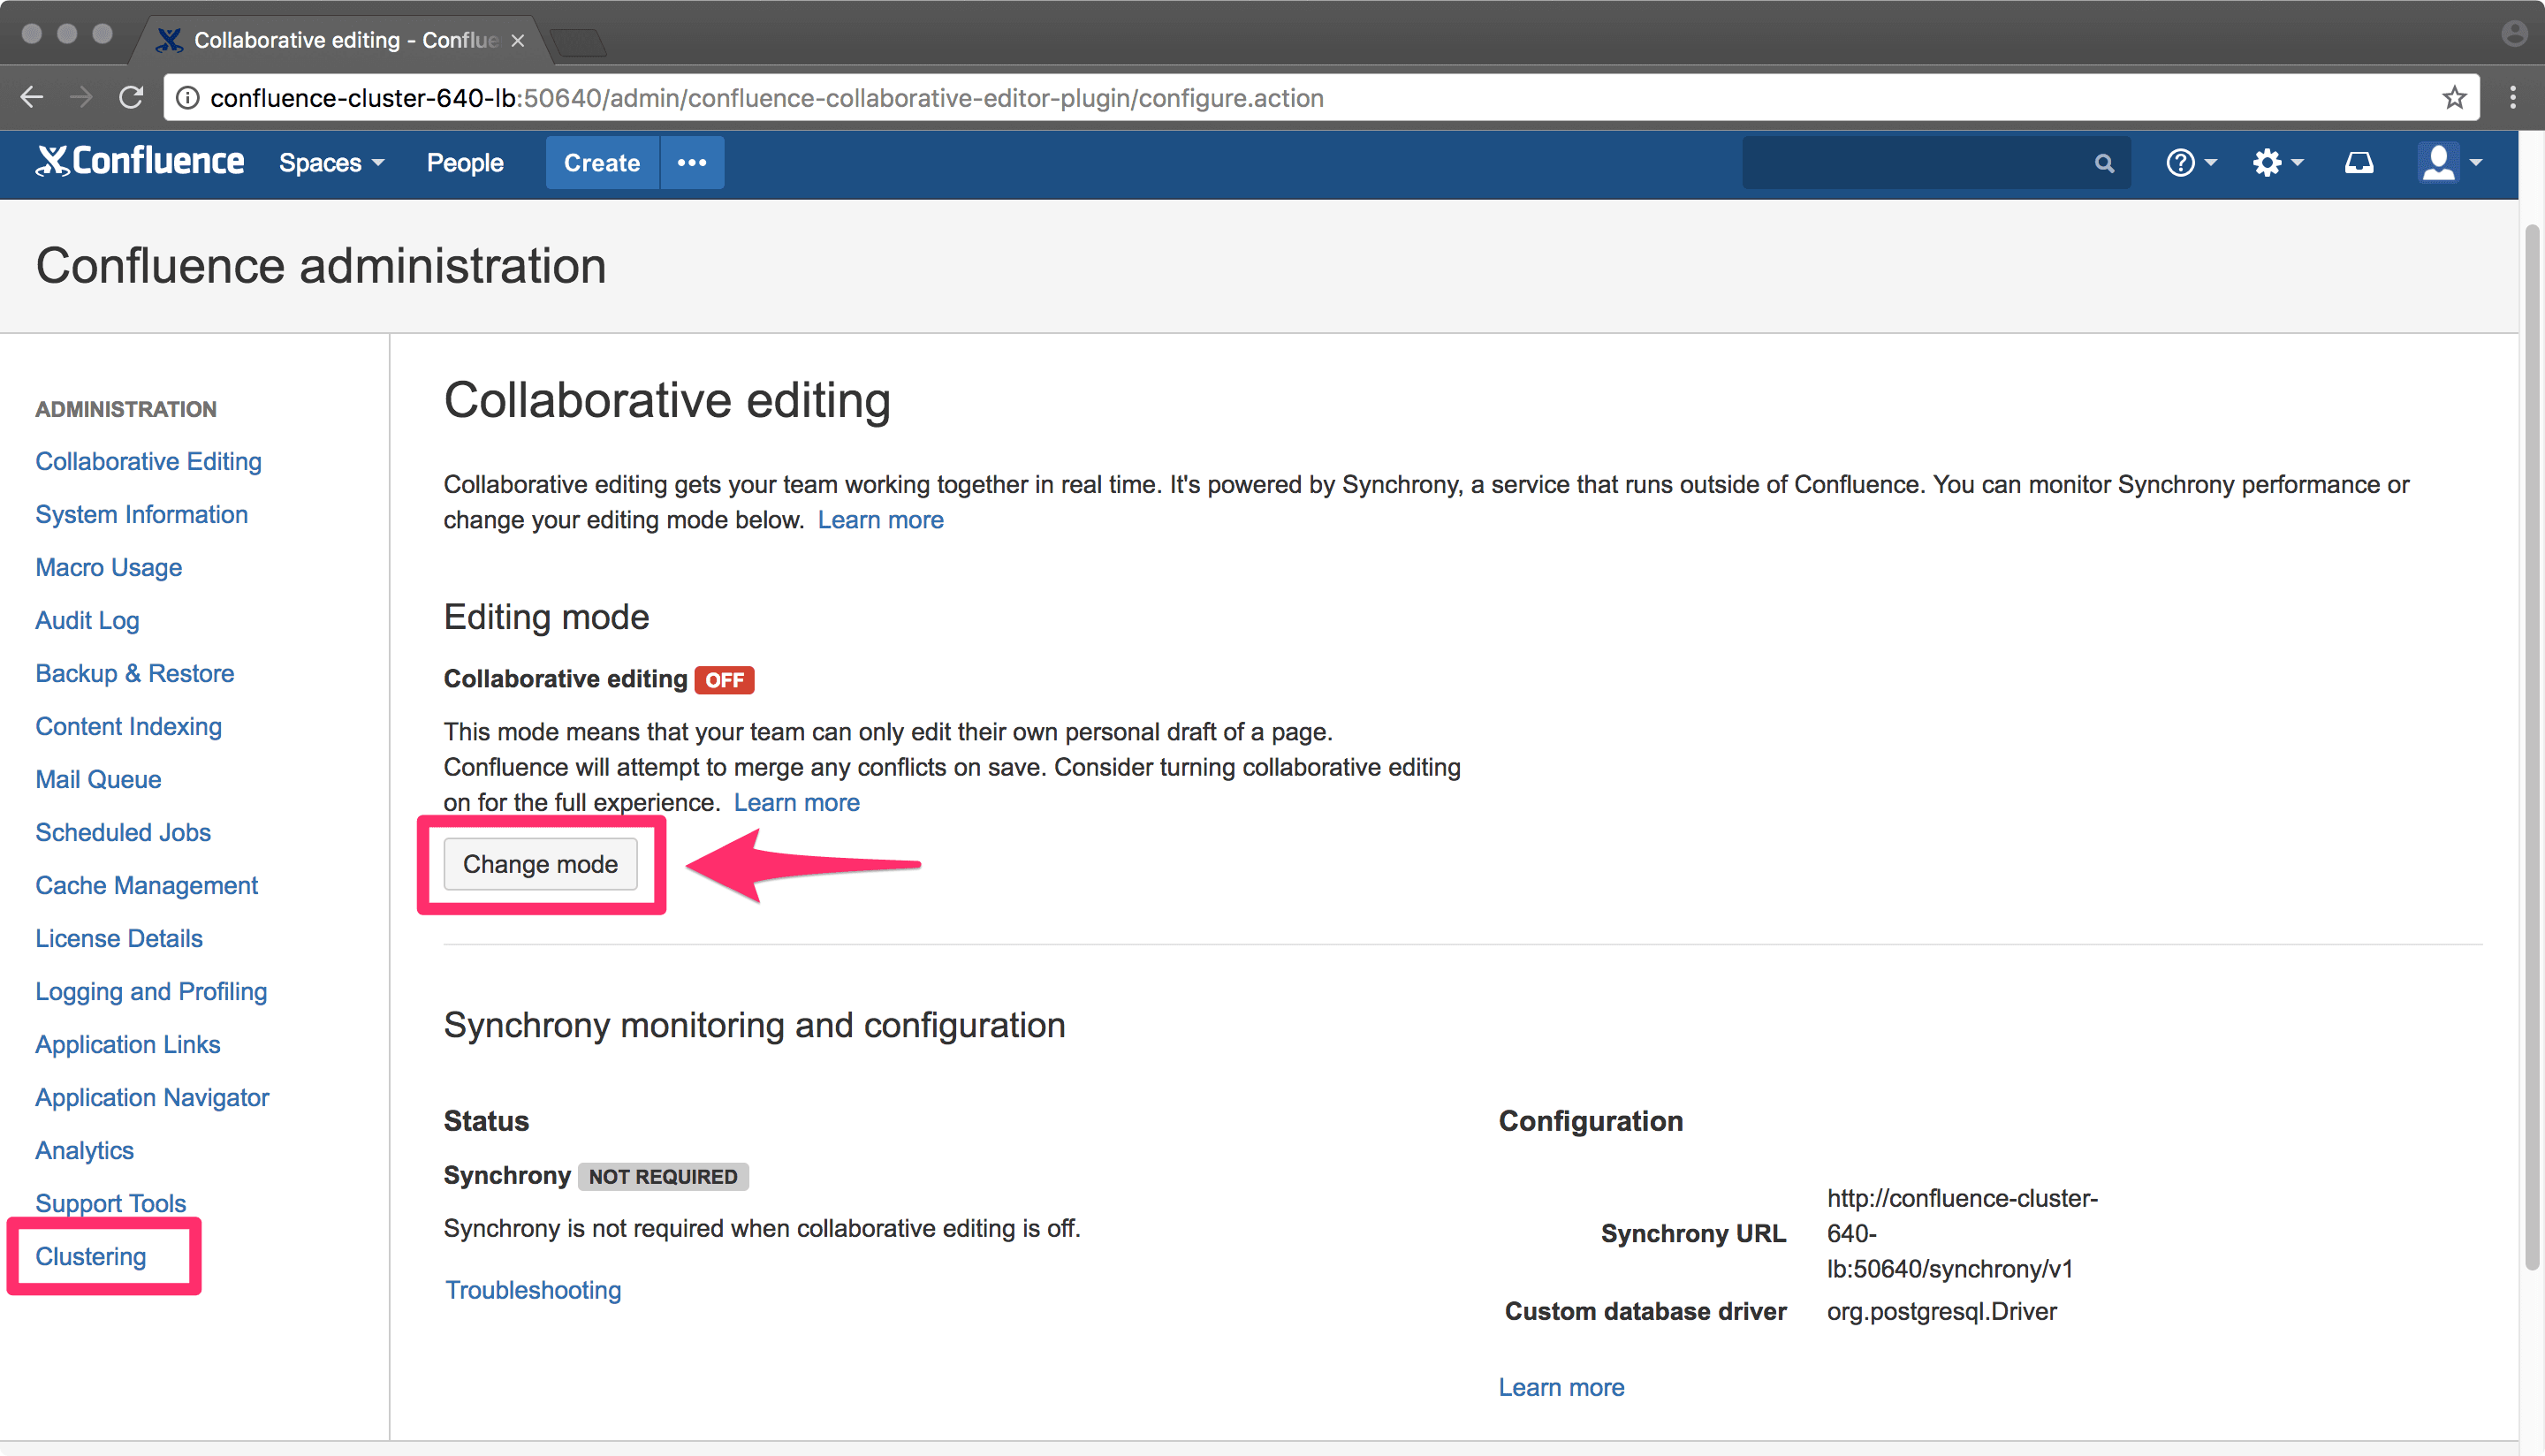 Collaborative editing - Conflue
confluence-cluster-640-lb:50640/admin/confluence-collaborative-editor-plugin/configure.action
Confluence Spaces People Create
Confluence administration
ADMINISTRATION
Collaborative Editing
System Information
Macro Usage
Audit Log
Backup & Restore
Content Indexing
Mail Queue
Scheduled Jobs
Cache Management
License Details
Logging and Profiling
Application Links
Application Navigator
Analytics
Support Tools
Clustering
Collaborative editing
Collaborative editing gets your team working together in real time. It's powered by Synchrony, a service that runs outside of Confluence. You can monitor Synchrony performance or
change your editing mode below. Learn more
Editing mode
Collaborative editing OFF
This mode means that your team can only edit their own personal draft of a page.
Confluence will attempt to merge any conflicts on save. Consider turning collaborative editing
on for the full experience. Learn more
Change mode
Synchrony monitoring and configuration
Status
Synchrony NOT REQUIRED
Synchrony is not required when collaborative editing is off.
Troubleshooting
Configuration
Synchrony URL
http://confluence-cluster-
640-
lb:50640/synchrony/v1
Custom database driver org.postgresql.Driver
Learn more